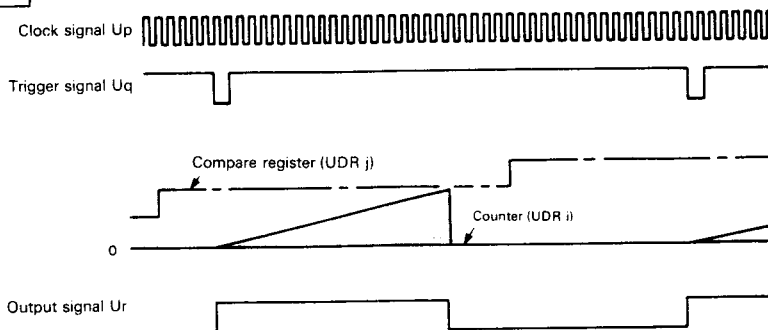 Clock signal Up
Trigger signal Uq
Compare register (UDR j)
Counter (UDR i)
0
Output signal Ur